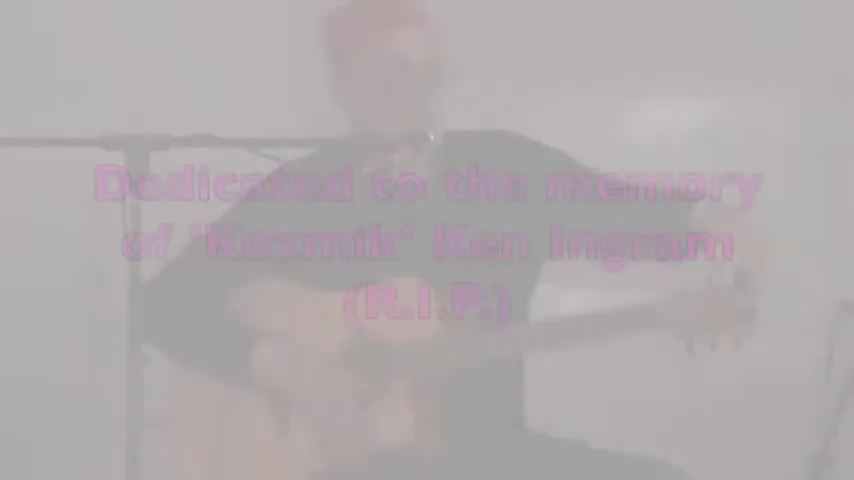 Dedicated to the memory
of 'Kozmik' Ken Ingram
(R.I.P.)